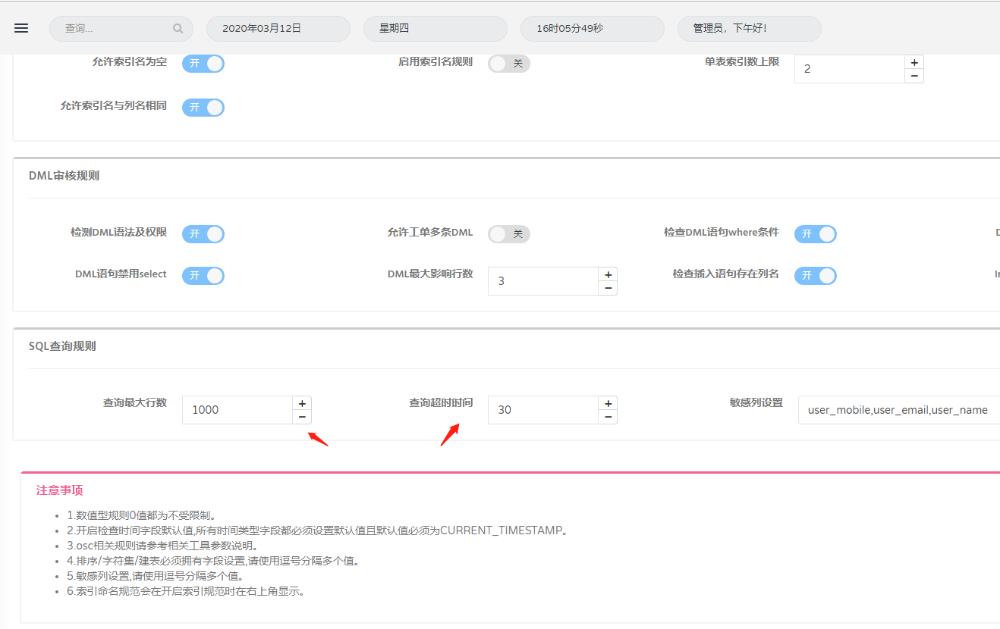 查询...
2020年03月12日
星期四
16时05分49秒
管理员，下午好!
允许索引名为空
开
启用索引名规则
关
单表索引数上限
2
允许索引名与列名相同
开
DML审核规则
检测DML语法及权限
开
允许工单多条DML
关
检查DML语句where条件
开
DML语句禁用select
开
DML最大影响行数
3
检查插入语句存在列名
开
SQL查询规则
查询最大行数
1000
查询超时时间
30
敏感列设置
user_mobile,user_email,user_name
注意事项
1.数值型规则0值都为不受限制。
2.开启检查时间字段默认值,所有时间类型字段都必须设置默认值且默认值必须为CURRENT_TIMESTAMP。
3.osc相关规则请参考相关工具参数说明。
4.排序/字符集/建表必须拥有字段设置,请使用逗号分隔多个值。
5.敏感列设置,请使用逗号分隔多个值。
6.索引命名规范会在开启索引规范时在右上角显示。